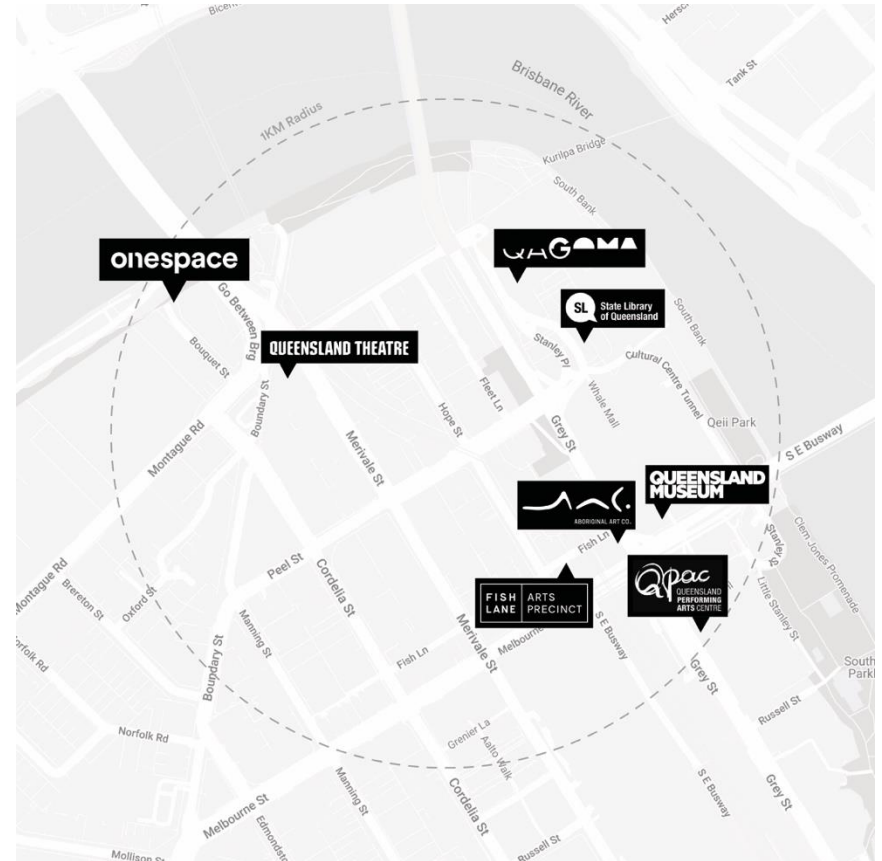 Bicen
Hersc
Tank St
Brisbane River
1KM Radius
Kurilpa Bridge
South Bank
onespace
QAGOMA
SL
State Library
of Queensland
Go Between Brg
Bouquet St
QUEENSLAND THEATRE
Stanley Pl
South Bank
Cultural Centre Tunnel
Fleet Ln
Whale Mall
Hope St
Boundary St
Qeii Park
Grey St
Montague Rd
Merivale St
S E Busway
QUEENSLAND
MUSEUM
ABORIGINAL ART CO.
Fish Ln
Stanley St
Clem Jones Promenade
Peel St
Qpac
QUEENSLAND
PERFORMING
ARTS CENTRE
FISH
LANE
ARTS
PRECINCT
Montague Rd
Brereton St
Oxford St
Cordelia St
Little Stanley St
Manning St
Merivale St
Melbourne
S E Busway
Norfolk Rd
Boundary St
Fish Ln
Grey St
South
Parkl
Russell St
Norfolk Rd
Grenier La
Aalto Walk
Manning St
S E Busway
Grey St
Melbourne St
Cordelia St
Edmondsto
Russell St
Mollison St